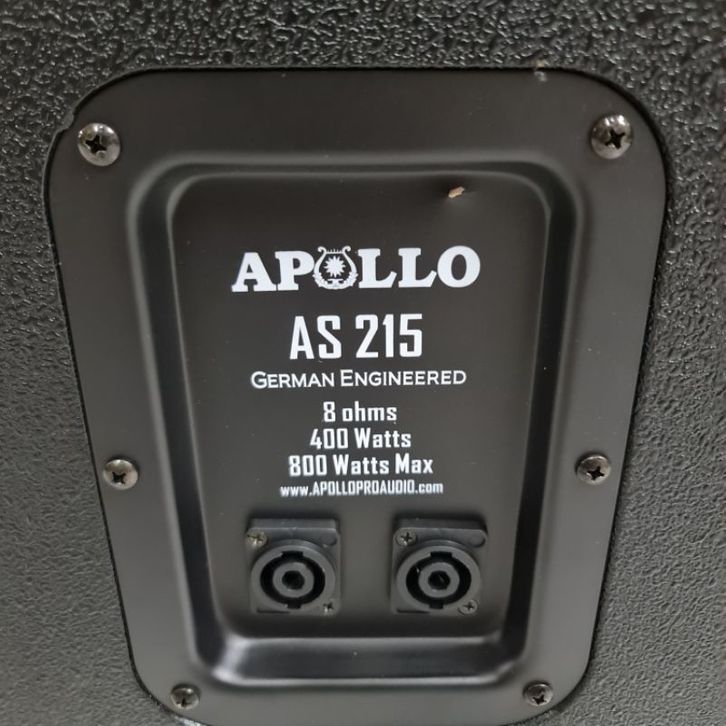 APOLLO
AS 215
GERMAN ENGINEERED
8 ohms
400 Watts
800 Watts Max
www.APOLLOPROAUDIO.com